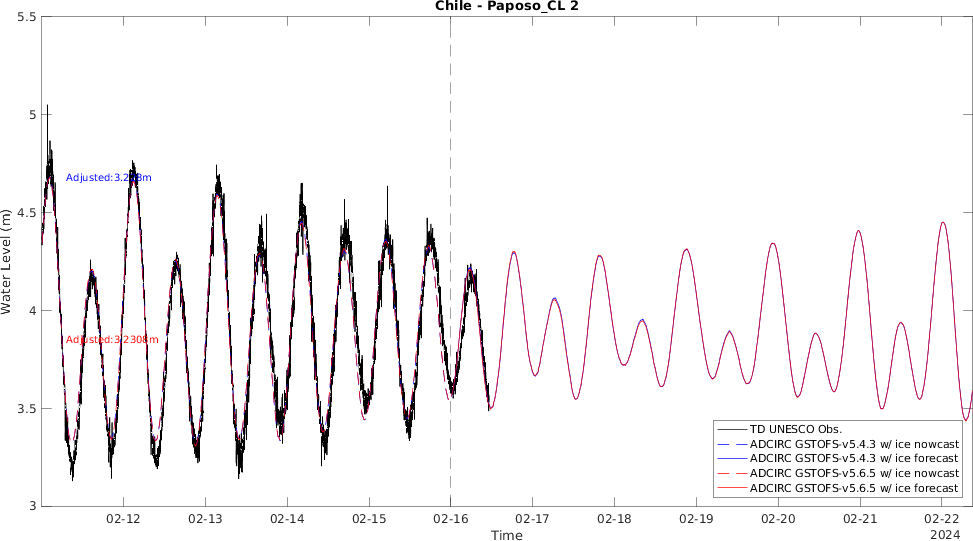 Chile - Paposo_CL 2
5.5
5
4.5
4
3.5
3
Water Level (m)
Adjusted:3.2308m
02-12
02-13
02-14
02-15
02-16
02-17
02-18
02-19
02-20
02-21
02-22
2024
Time
TD UNESCO Obs.
ADCIRC GSTOFS-v5.4.3 w/ ice nowcast
ADCIRC GSTOFS-v5.4.3 w/ ice forecast
ADCIRC GSTOFS-v5.6.5 w/ ice nowcast
ADCIRC GSTOFS-v5.6.5 w/ ice forecast